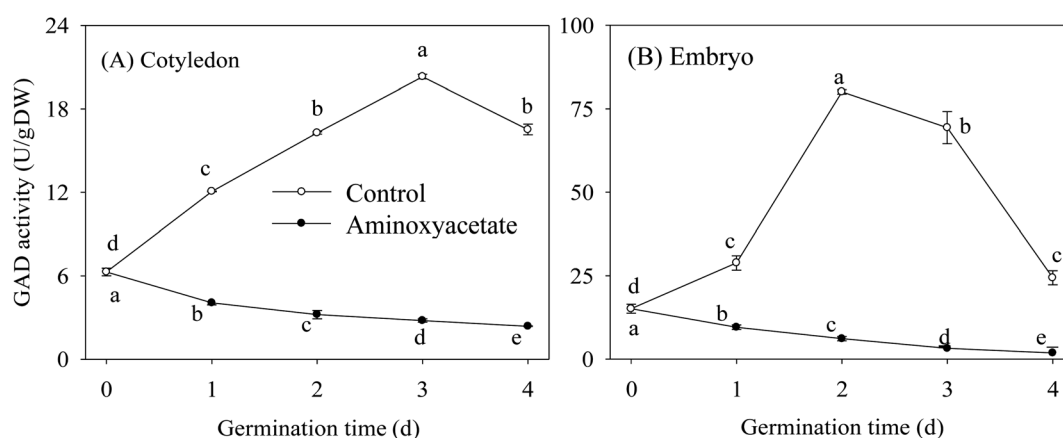 24
18
12
6
0
GAD activity (U/gDW)
(A) Cotyledon
a
b
b
c
d
a
b
c
d
e
Control
Aminoxyacetate
0 1 2 3 4
Germination time (d)
100
75
50
25
0
(B) Embryo
a
b
c
c
d
a
b
c
d
e
0 1 2 3 4
Germination time (d)